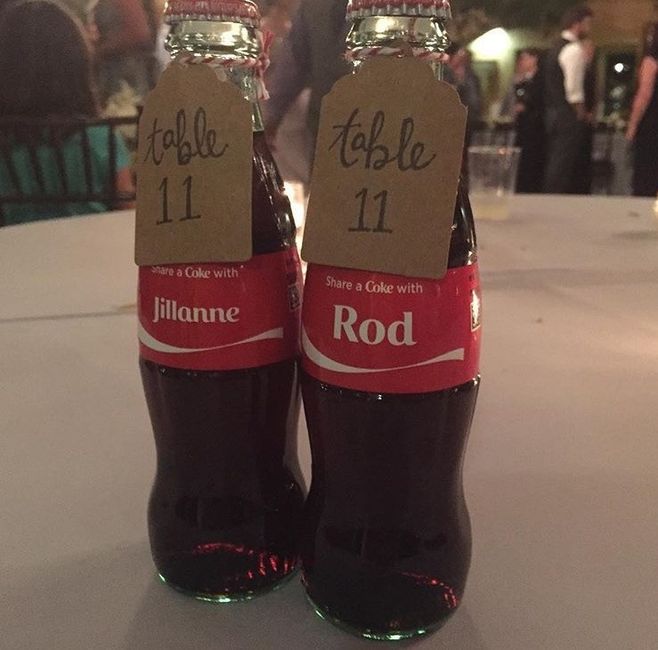 table
11
Share a Coke with
Jillanne
table
11
Share a Coke with
Rod